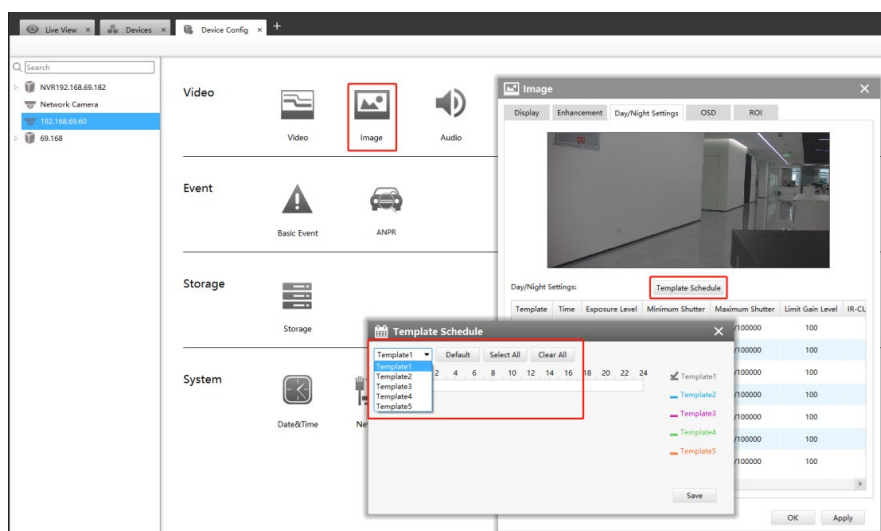 Live View × Devices × Device Config × +
Search
NVR192.168.69.182
Network Camera
192.168.69.60
69.168
Video
Video Image Audio
Event
Basic Event ANPR
Storage
Storage
System
Date&Time Ne
Image ×
Display Enhancement Day/Night Settings OSD ROI
Day/Night Settings: Template Schedule
Template Time Exposure Level Minimum Shutter Maximum Shutter Limit Gain Level IR-CU
/100000 100
/100000 100
/100000 100
/100000 100
/100000 100
/100000 100
/100000 100
OK Apply
Template Schedule ×
Template1 Default Select All Clear All
Template1
Template2
Template3
Template4
Template5
2 4 6 8 10 12 14 16 18 20 22 24
Template1
Template2
Template3
Template4
Template5
Save